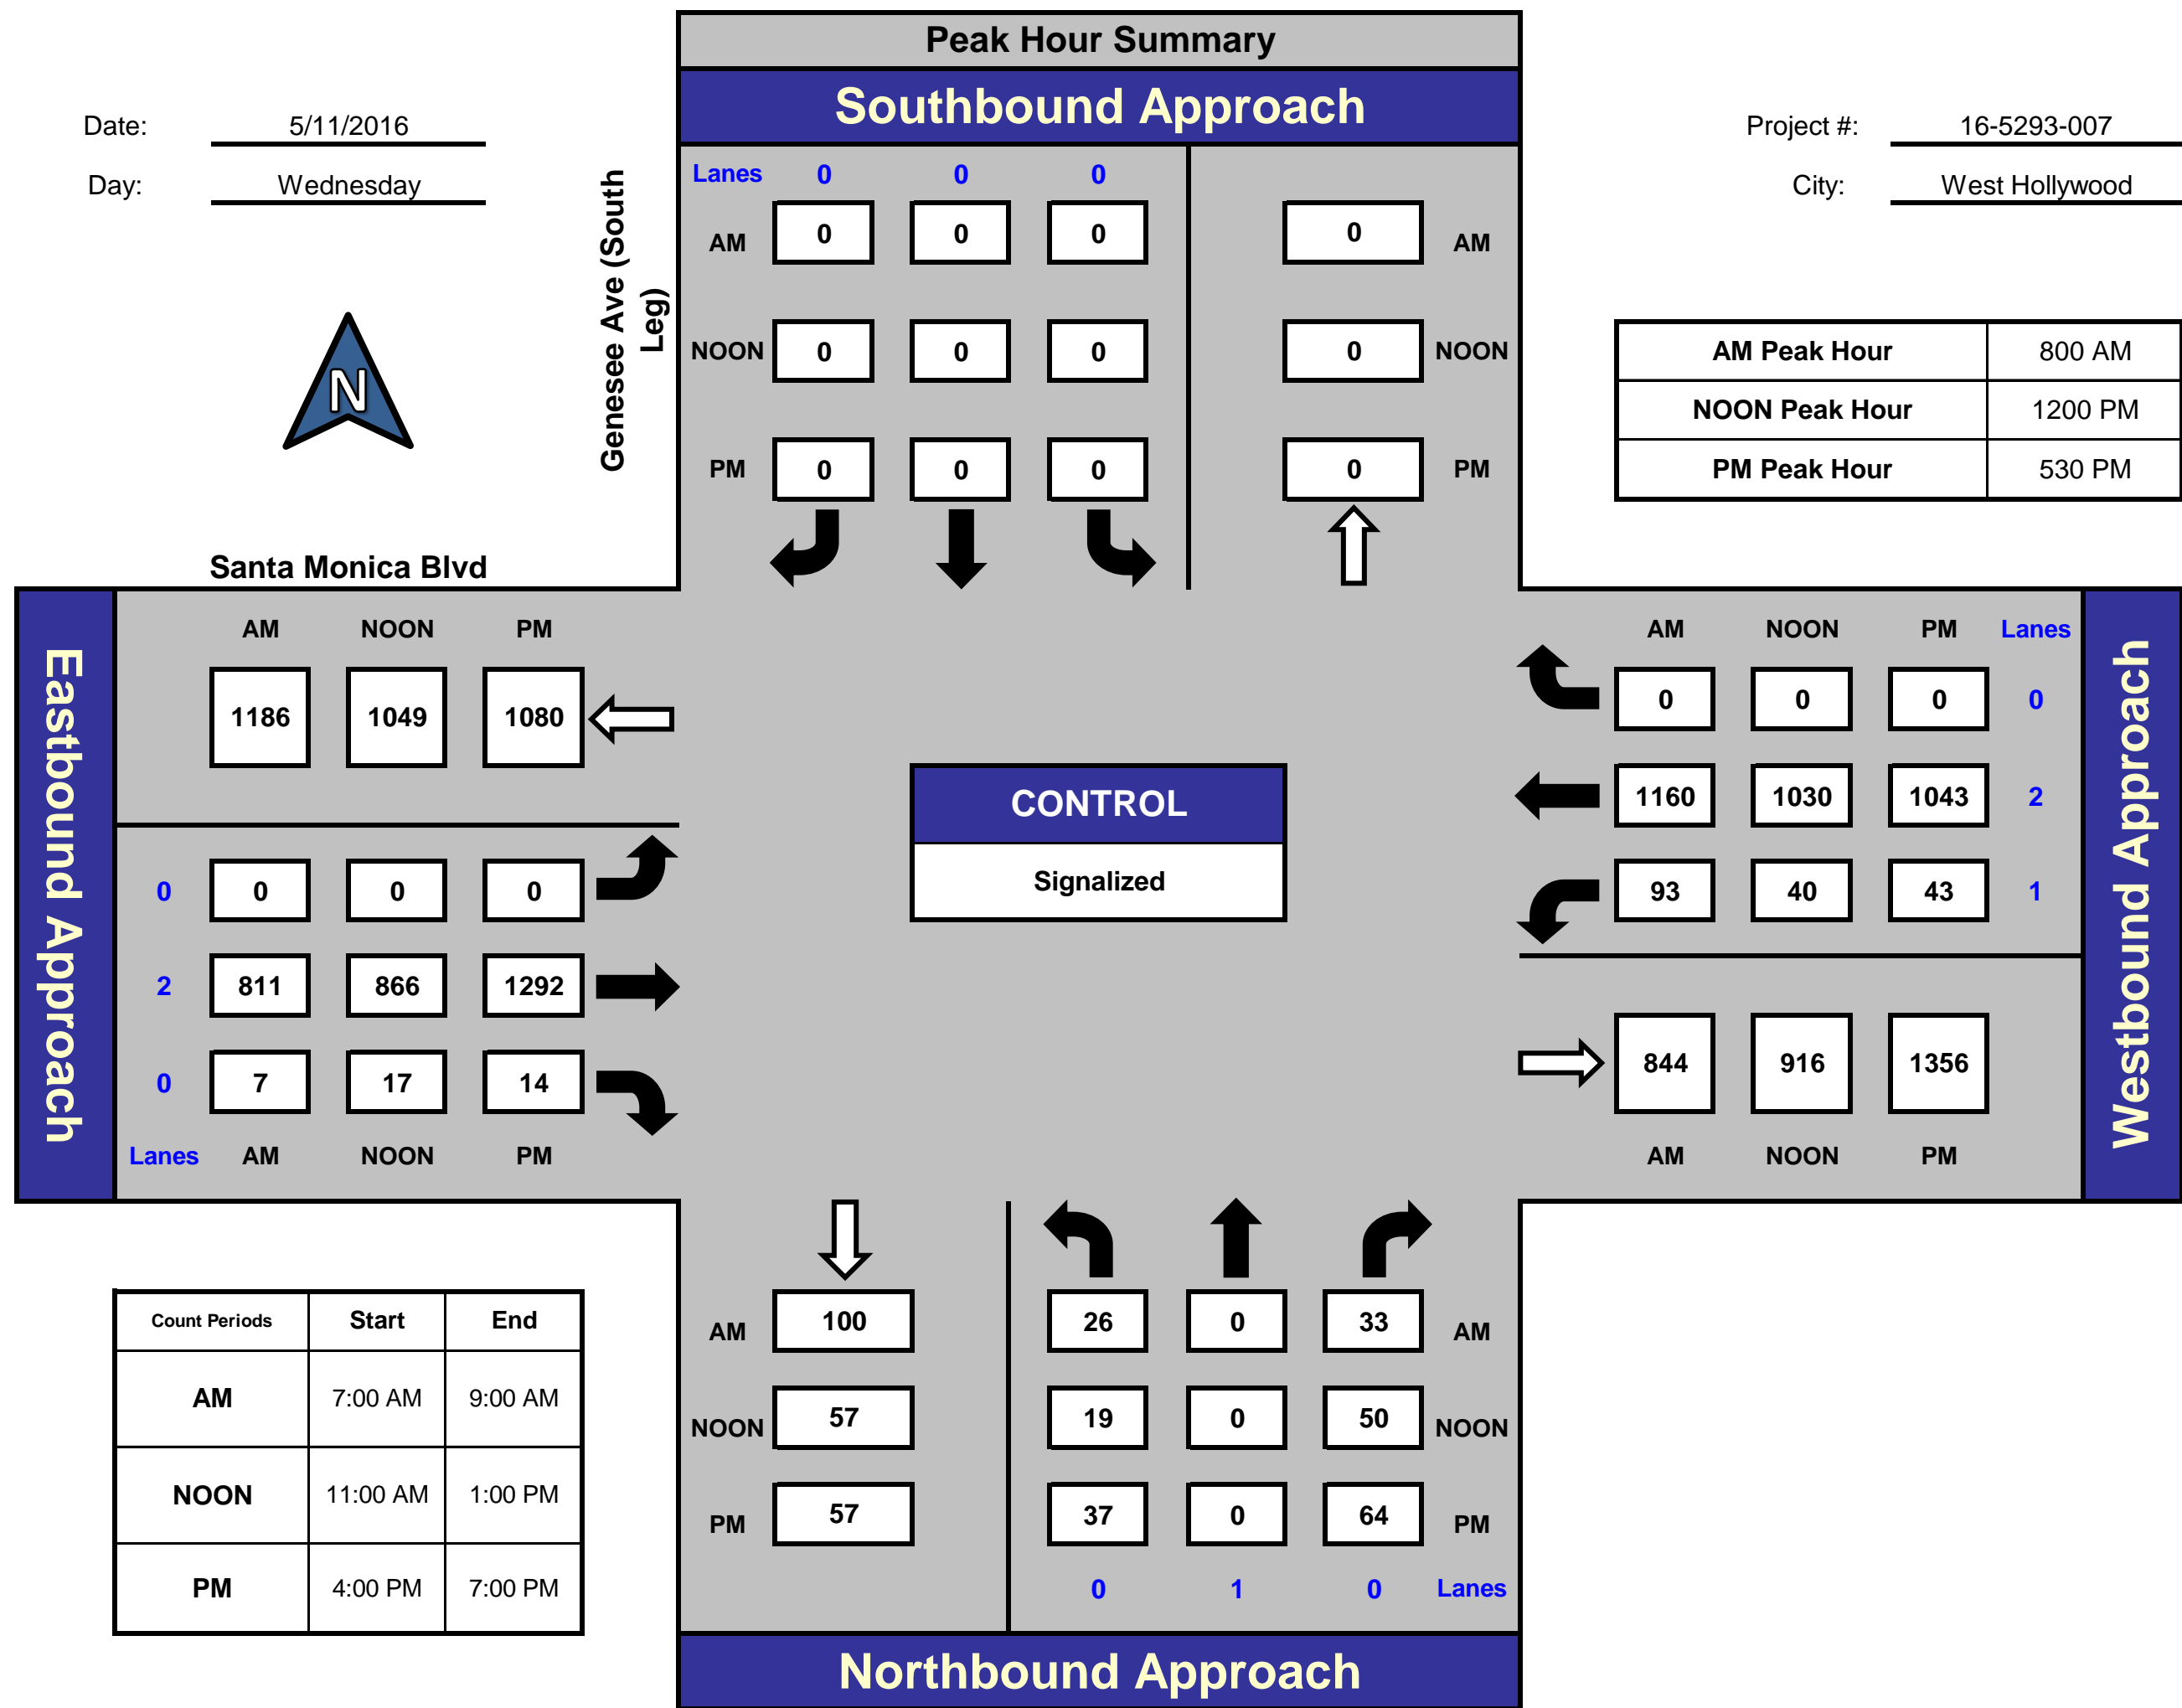 Peak Hour Summary
Southbound Approach
Date: 5/11/2016
Day: Wednesday
Project #: 16-5293-007
City: West Hollywood
N
Genesee Ave (South
Leg)
Lanes 0 0 0
AM 0 0 0 0 AM
NOON 0 0 0 0 NOON
PM 0 0 0 0 PM
AM Peak Hour 800 AM
NOON Peak Hour 1200 PM
PM Peak Hour 530 PM
Santa Monica Blvd
Eastbound Approach
AM NOON PM
1186 1049 1080
0 0 0 0
2 811 866 1292
0 7 17 14
Lanes AM NOON PM
CONTROL
Signalized
AM NOON PM Lanes
0 0 0 0
1160 1030 1043 2
93 40 43 1
844 916 1356
AM NOON PM
Westbound Approach
Count Periods Start End
AM 7:00 AM 9:00 AM
NOON 11:00 AM 1:00 PM
PM 4:00 PM 7:00 PM
AM 100 26 0 33 AM
NOON 57 19 0 50 NOON
PM 57 37 0 64 PM
0 1 0 Lanes
Northbound Approach